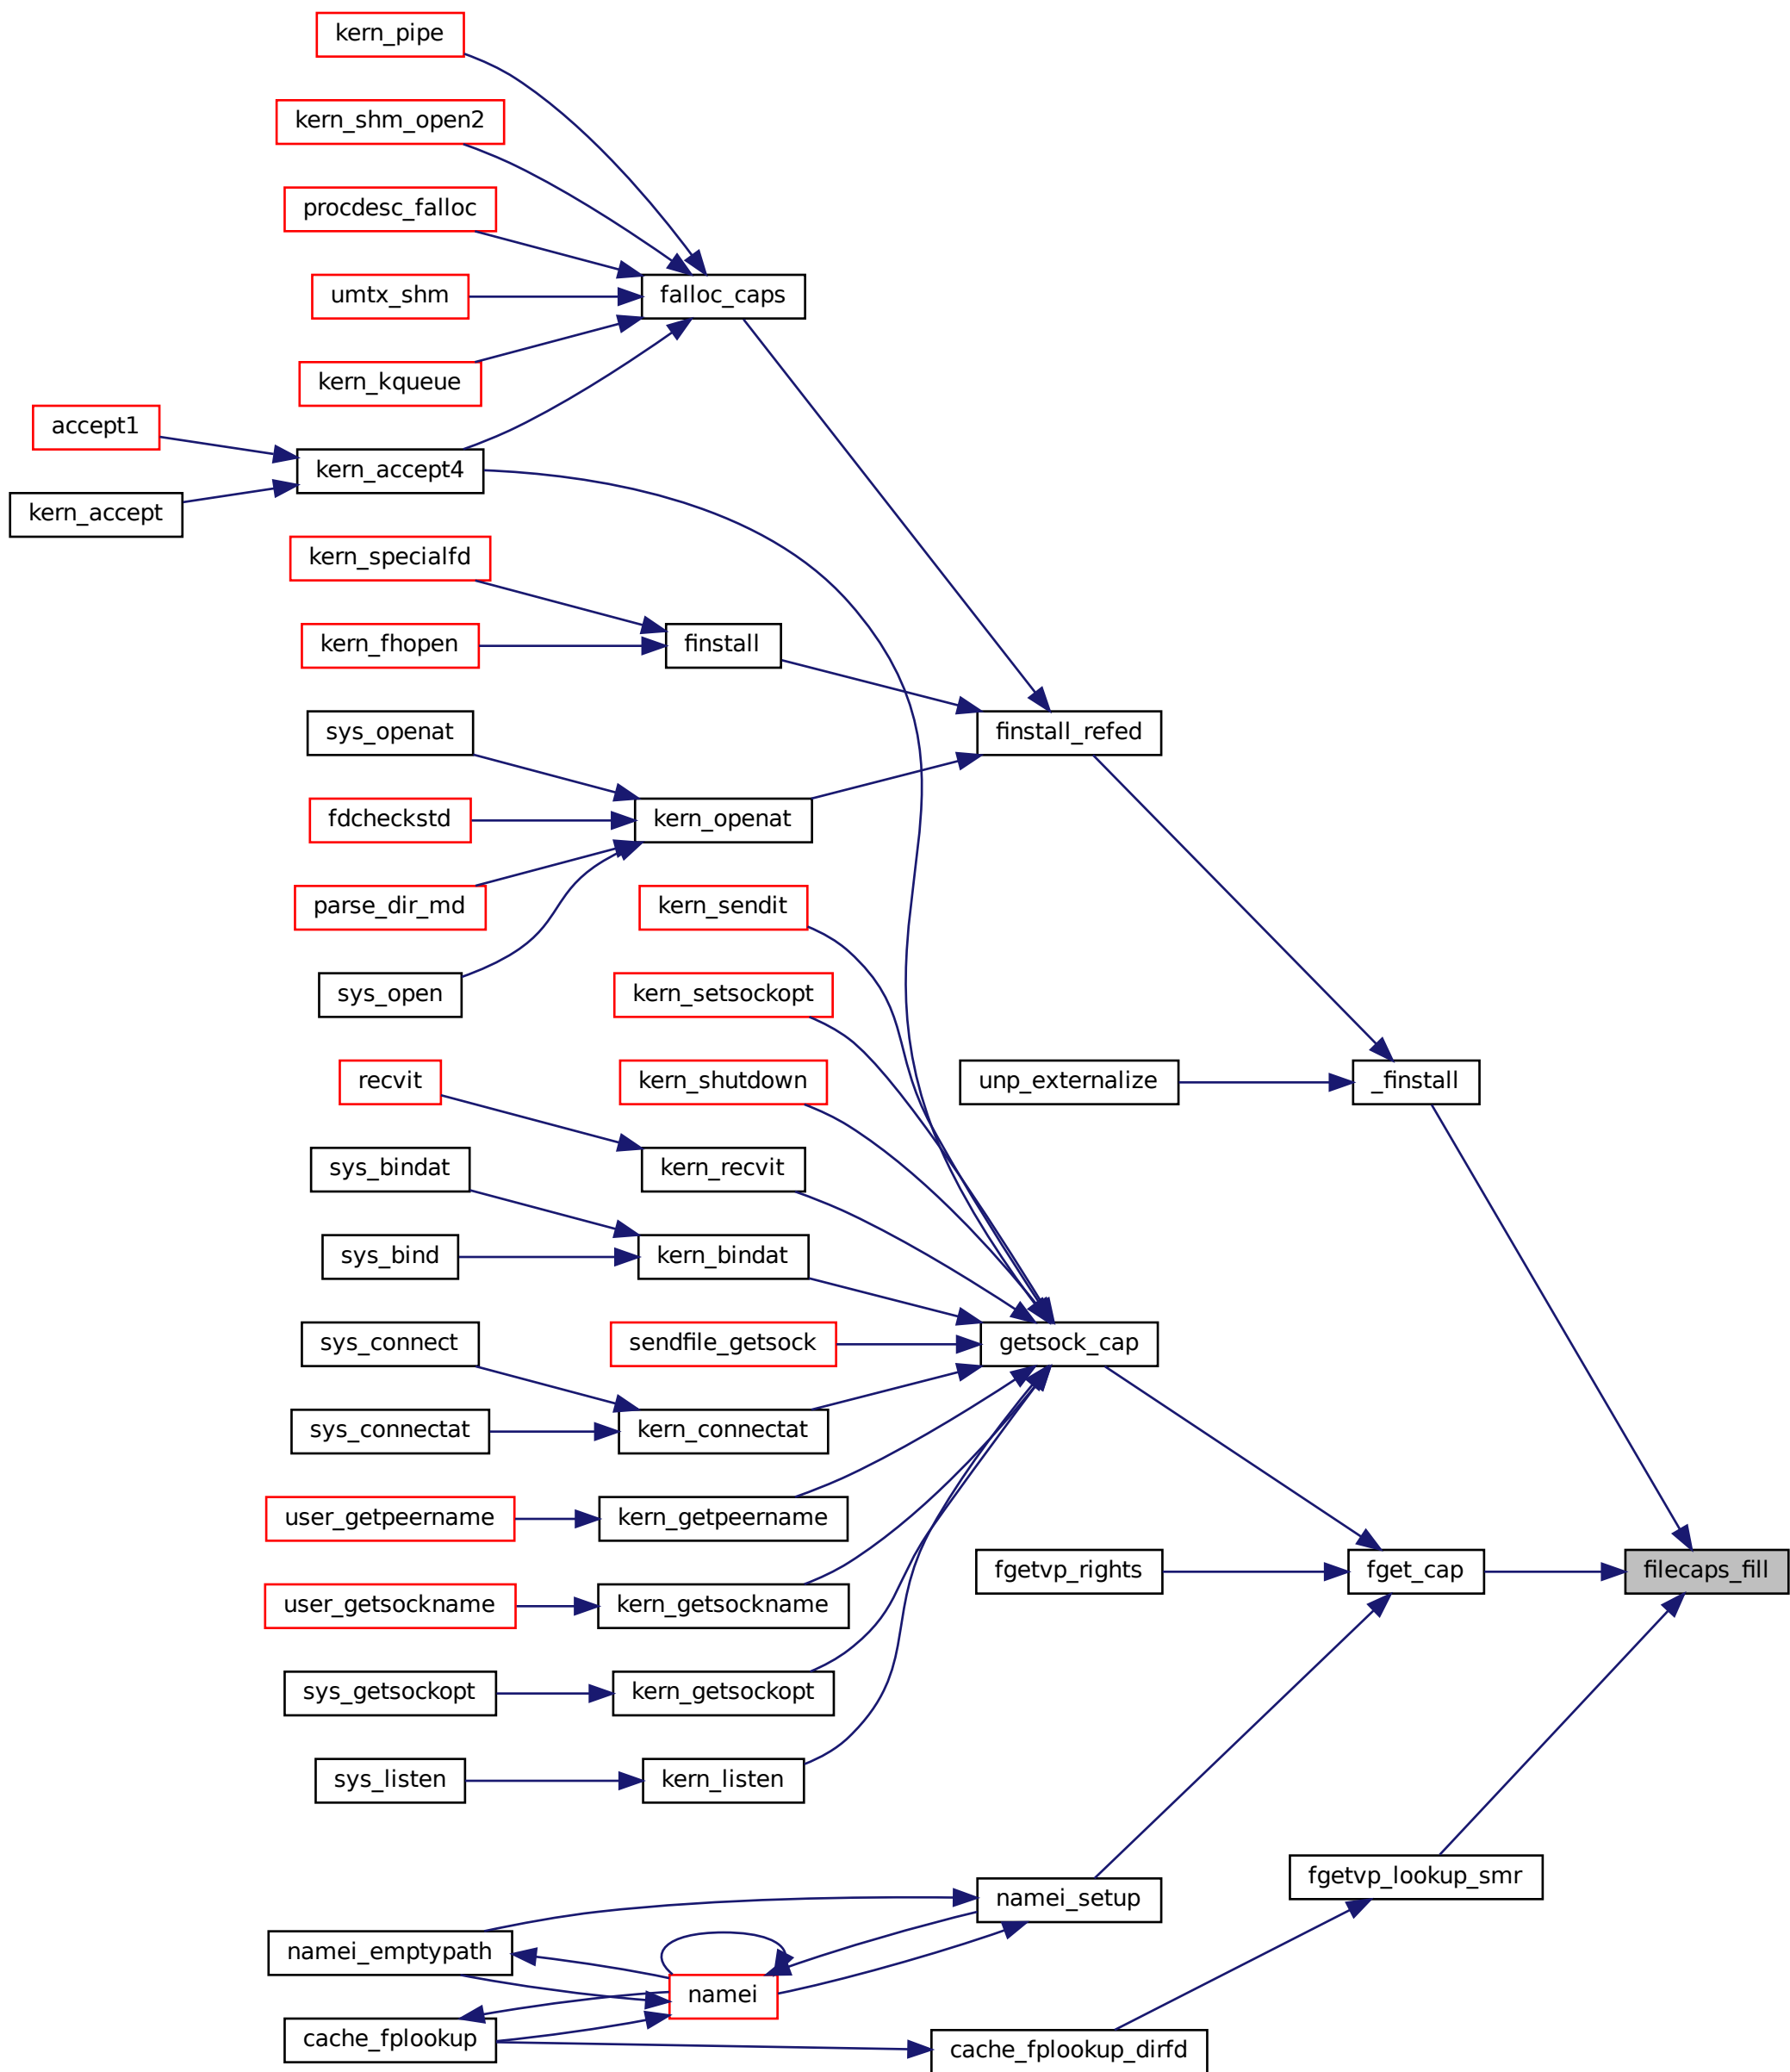 kern_pipe
kern_shm_open2
procdesc_falloc
umtx_shm
falloc_caps
kern_kqueue
accept1
kern_accept4
kern_accept
kern_specialfd
kern_fhopen
finstall
sys_openat
finstall_refed
fdcheckstd
kern_openat
parse_dir_md
kern_sendit
sys_open
kern_setsockopt
recvit
kern_shutdown
unp_externalize
_finstall
sys_bindat
kern_recvit
sys_bind
kern_bindat
sys_connect
sendfile_getsock
getsock_cap
sys_connectat
kern_connectat
user_getpeername
kern_getpeername
fgetvp_rights
fget_cap
filecaps_fill
user_getsockname
kern_getsockname
sys_getsockopt
kern_getsockopt
sys_listen
kern_listen
fgetvp_lookup_smr
namei_setup
namei_emptypath
namei
cache_fplookup
cache_fplookup_dirfd